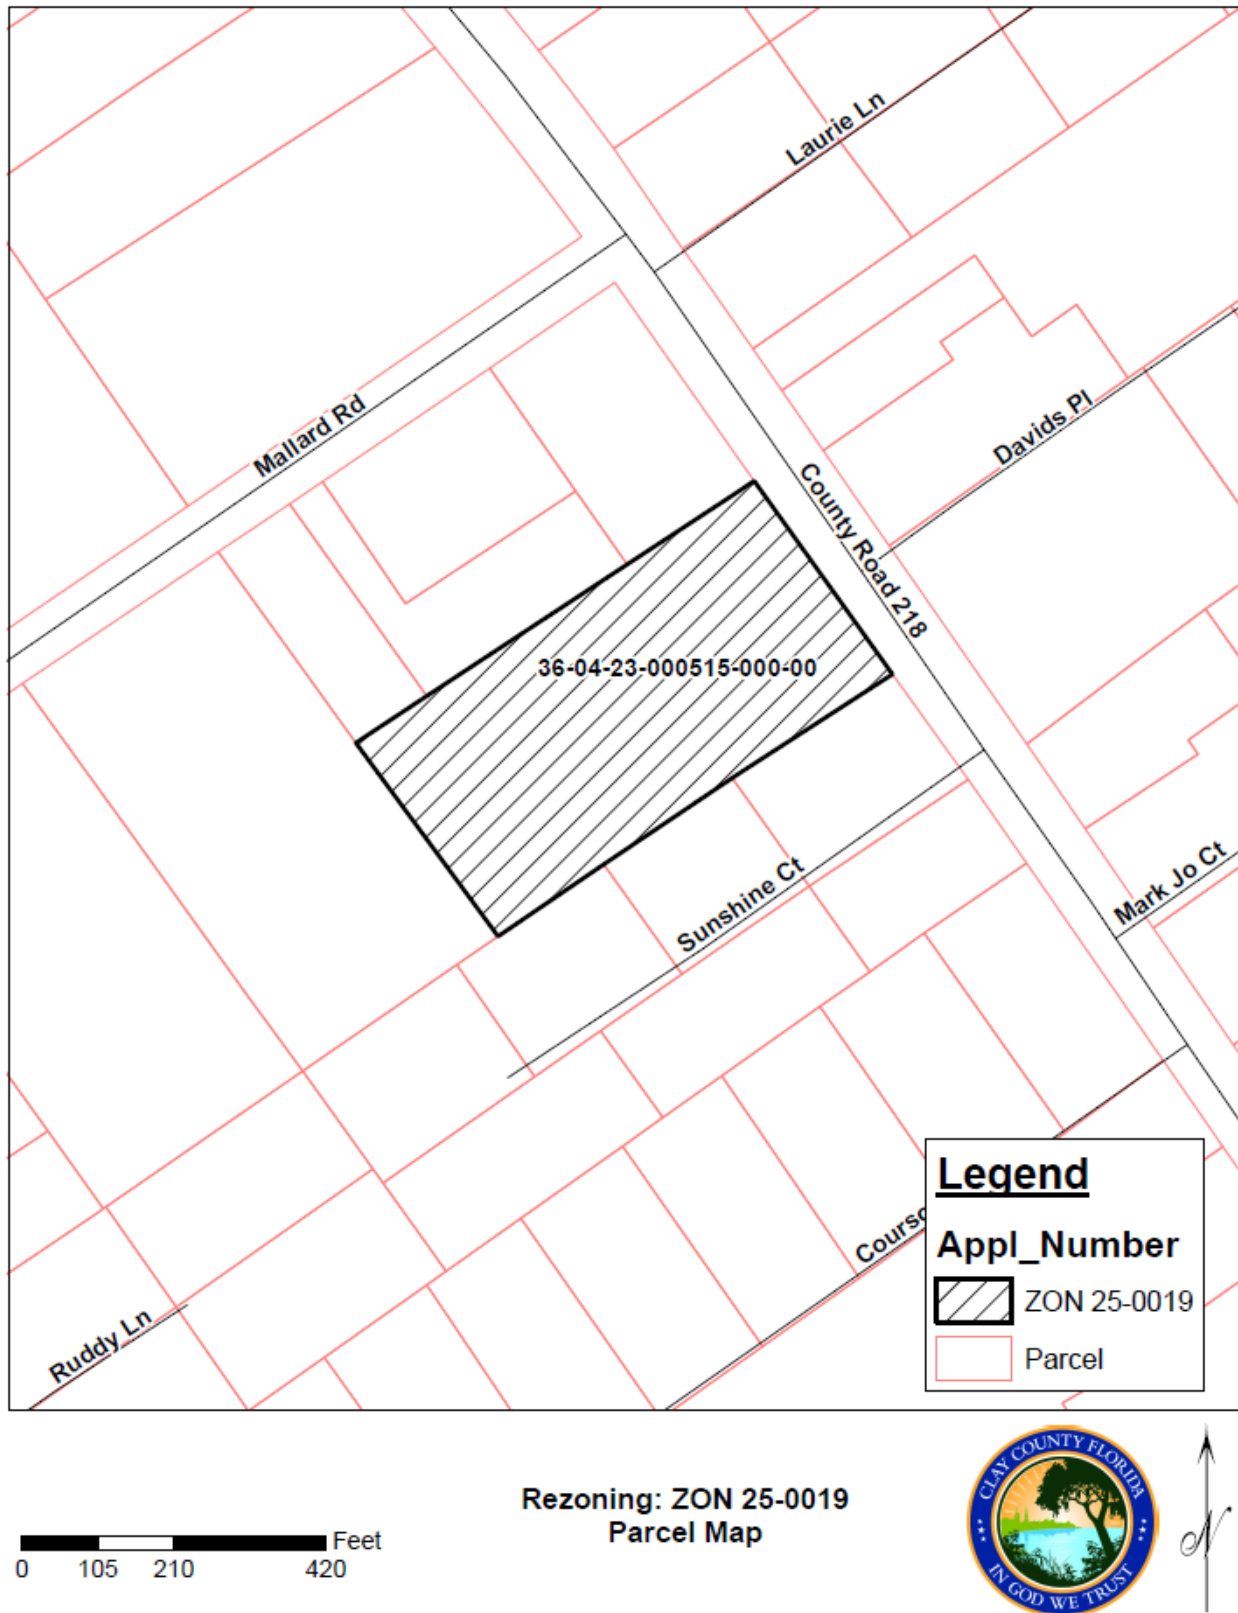 Laurie Ln
Mallard Rd
Davids Pl
County Road 218
36-04-23-000515-000-00
Sunshine Ct
Mark Jo Ct
Ruddy Ln
Legend
Appl_Number
ZON 25-0019
Parcel
Rezoning: ZON 25-0019
Parcel Map
Feet
0 105 210 420
CLAY COUNTY FLORIDA
IN GOD WE TRUST
N